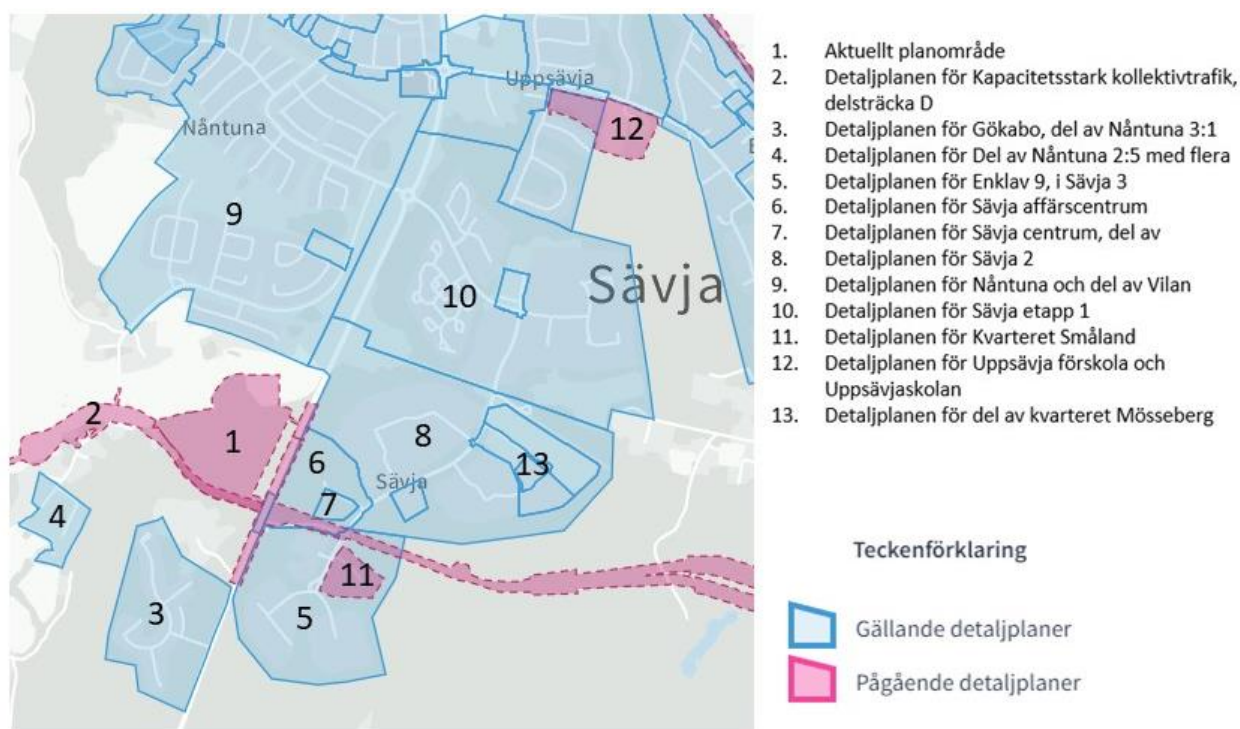 Nåntuna
Uppsävja
12
9
10
Sävja
2
1
6
8
13
Sävja
7
4
11
3
5
1. Aktuellt planområde
2. Detaljplanen för Kapacitetsstark kollektivtrafik,
delsträcka D
3. Detaljplanen för Gökabo, del av Nåntuna 3:1
4. Detaljplanen för Del av Nåntuna 2:5 med flera
5. Detaljplanen för Enklav 9, i Sävja 3
6. Detaljplanen för Sävja affärscentrum
7. Detaljplanen för Sävja centrum, del av
8. Detaljplanen för Sävja 2
9. Detaljplanen för Nåntuna och del av Vilan
10. Detaljplanen för Sävja etapp 1
11. Detaljplanen för Kvarteret Småland
12. Detaljplanen för Uppsävja förskola och
Uppsävjaskolan
13. Detaljplanen för del av kvarteret Mösseberg
Teckenförklaring
Gällande detaljplaner
Pågående detaljplaner